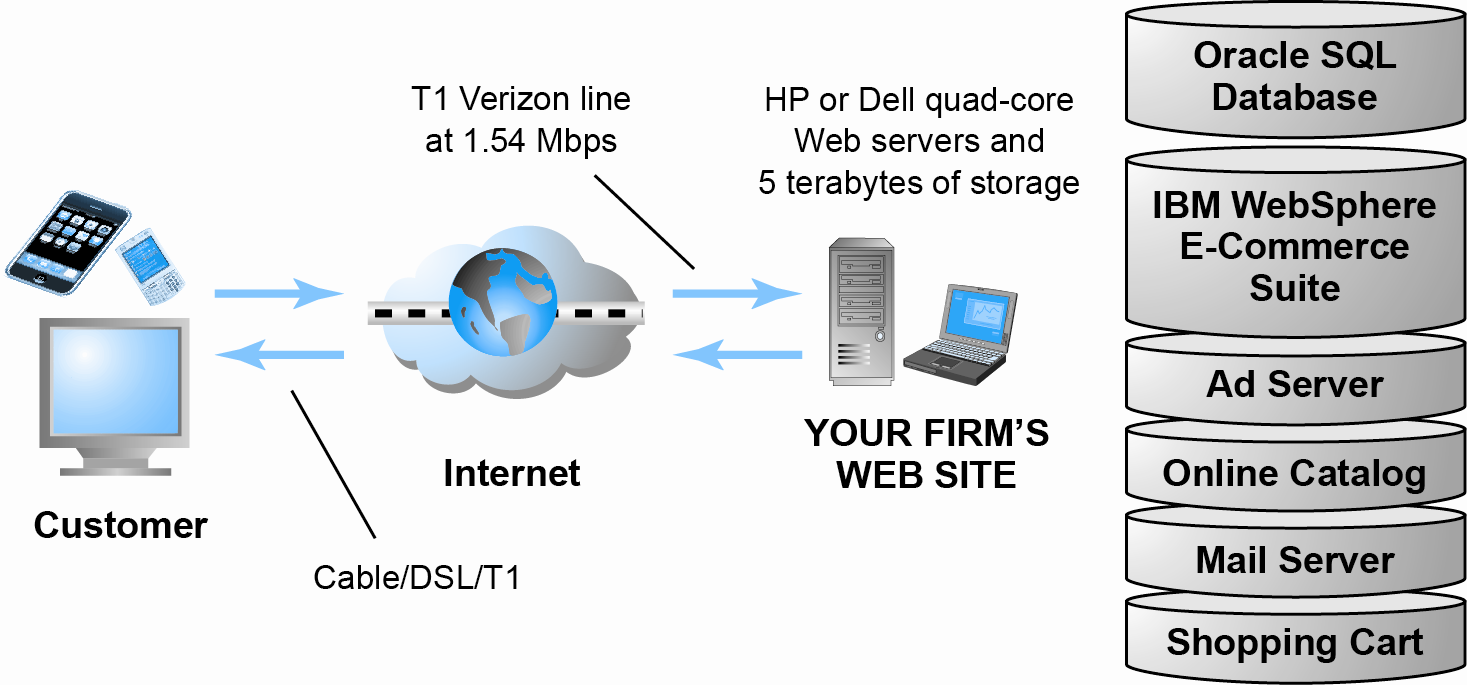 T1 Verizon line
at 1.54 Mbps
HP or Dell quad-core
Web servers and
5 terabytes of storage
Customer
Internet
YOUR FIRM’S
WEB SITE
Cable/DSL/T1
Oracle SQL
Database
IBM WebSphere
E-Commerce
Suite
Ad Server
Online Catalog
Mail Server
Shopping Cart